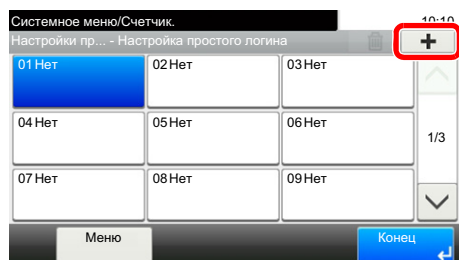 Системное меню/Счетчик. 10:10
Настройки пр... - Настройка простого логина
01 Нет 02 Нет 03 Нет
04 Нет 05 Нет 06 Нет
1/3
07 Нет 08 Нет 09 Нет
Меню Конец